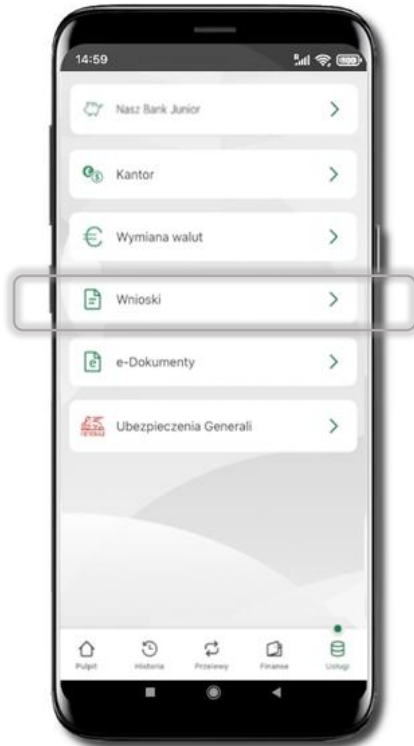 14:59
Nasz Bank Junior
Kantor
Wymiana walut
Wnioski
e-Dokumenty
Ubezpieczenia Generali
Pulpit
Historia
Przelewy
Finanse
Usługi